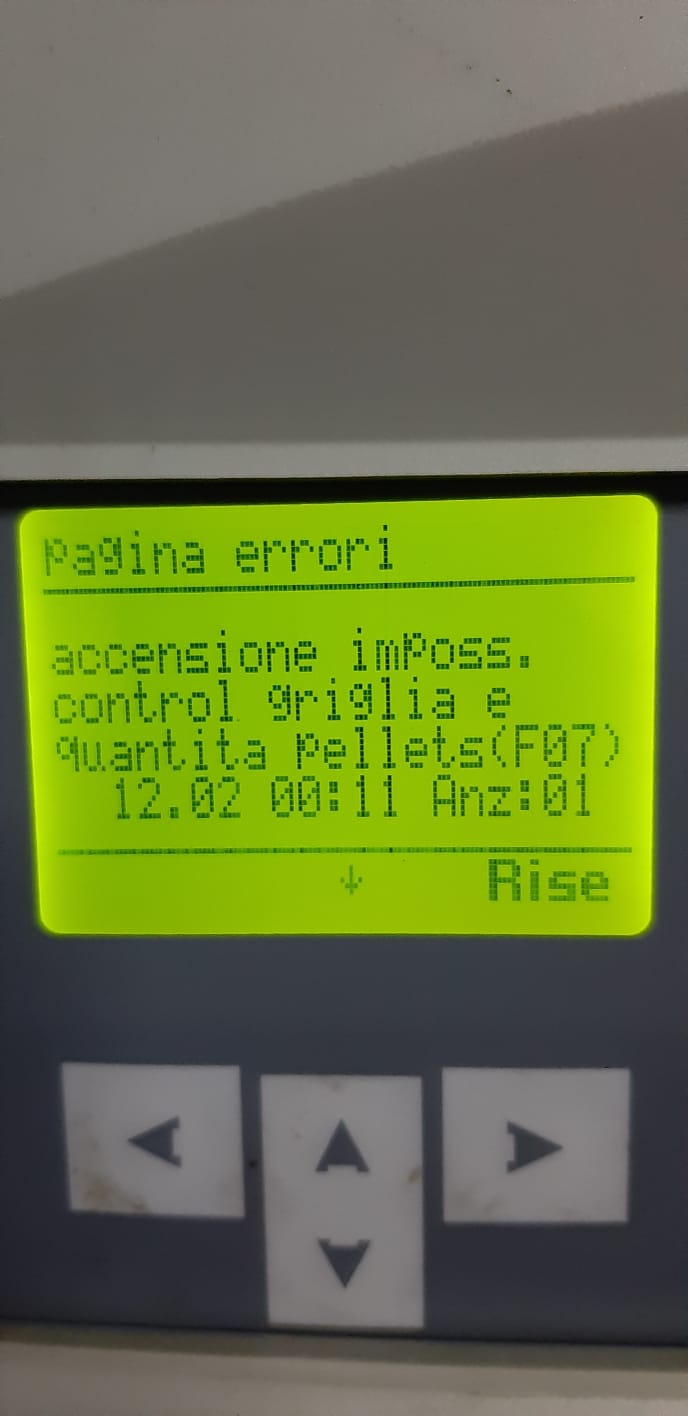 Pagina errori
accensione imposs.
control griglia e
quantita pellets(F07)
12.02 00:11 Anz:01
Rise